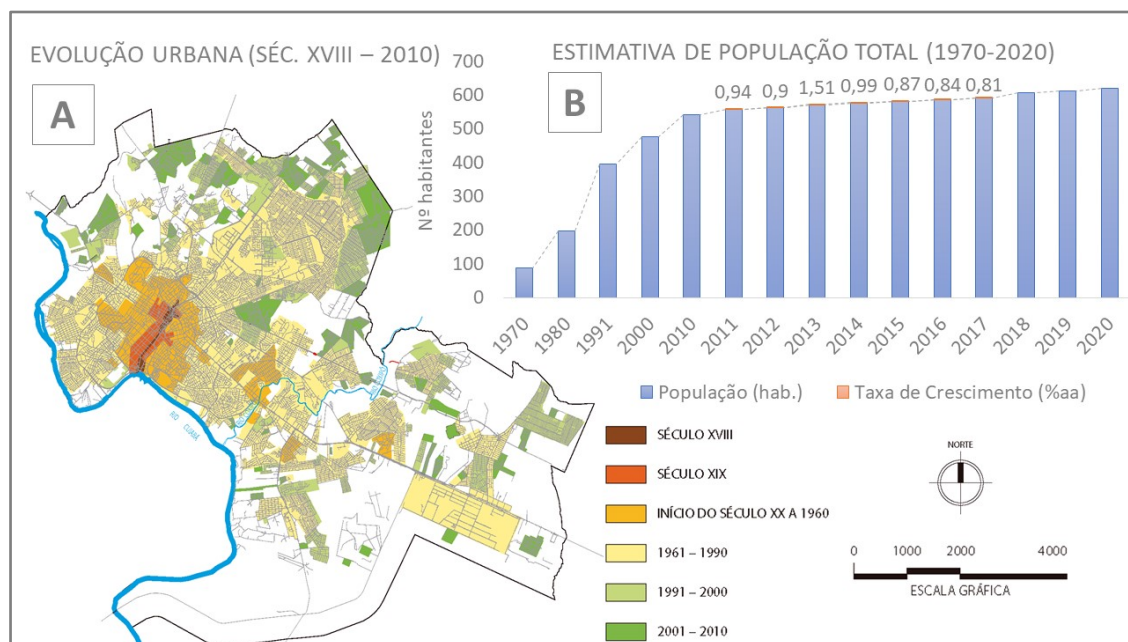 EVOLUÇÃO URBANA (SÉC. XVIII – 2010)
A
RIO CUIABÁ
ESTIMATIVA DE POPULAÇÃO TOTAL (1970-2020)
B
Nº habitantes
700
600
500
400
300
200
100
0
0,94 0,9 1,51 0,99 0,87 0,84 0,81
1970 1980 1991 2000 2010 2011 2012 2013 2014 2015 2016 2017 2018 2019 2020
População (hab.) Taxa de Crescimento (%aa)
SÉCULO XVIII
SÉCULO XIX
INÍCIO DO SÉCULO XX A 1960
1961 – 1990
1991 – 2000
2001 – 2010
NORTE
0 1000 2000 4000
ESCALA GRÁFICA